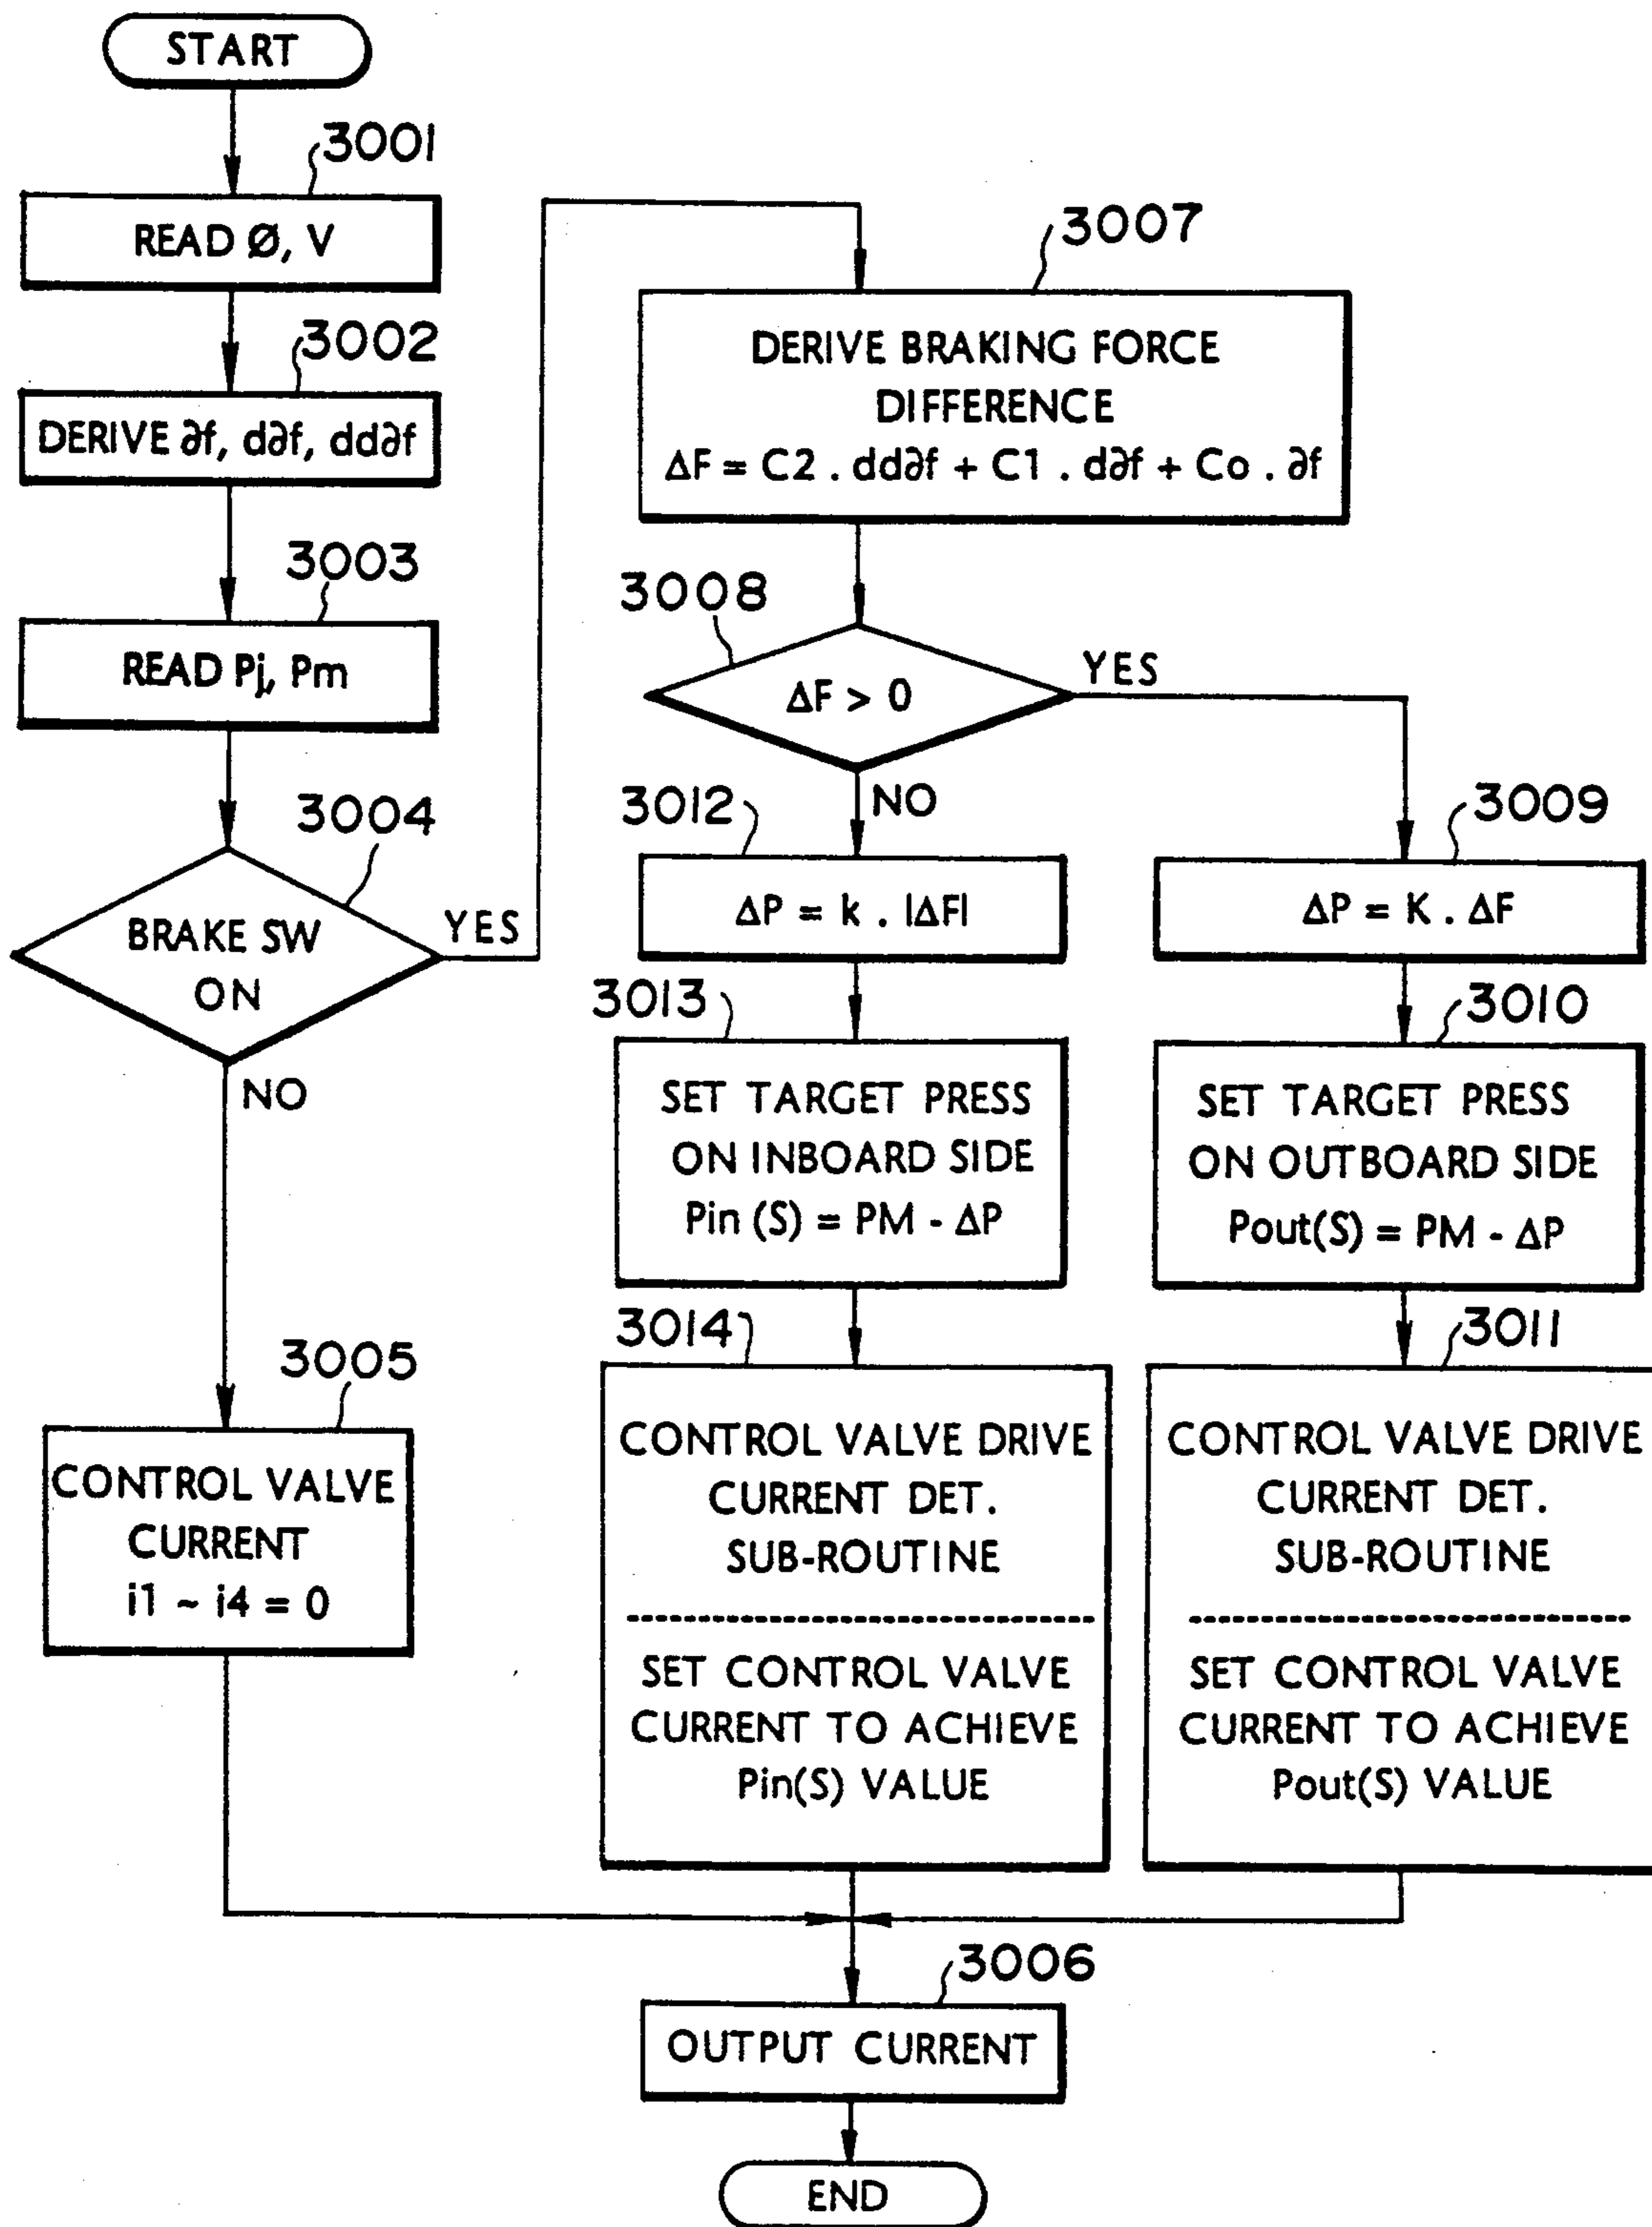 START
3001
READ Ø, V
3002
DERIVE ∂f, d∂f, dd∂f
3003
READ Pj, Pm
3004
BRAKE SW
ON
YES
NO
3005
CONTROL VALVE
CURRENT
i1 ~ i4 = 0
3007
DERIVE BRAKING FORCE
DIFFERENCE
ΔF = C2 . dd∂f + C1 . d∂f + Co . ∂f
3008
ΔF > 0
YES
NO
3012
ΔP = k . |ΔF|
3013
SET TARGET PRESS
ON INBOARD SIDE
Pin (S) = PM - ΔP
3014
CONTROL VALVE DRIVE
CURRENT DET.
SUB-ROUTINE
SET CONTROL VALVE
CURRENT TO ACHIEVE
Pin(S) VALUE
3009
ΔP = K . ΔF
3010
SET TARGET PRESS
ON OUTBOARD SIDE
Pout(S) = PM - ΔP
3011
CONTROL VALVE DRIVE
CURRENT DET.
SUB-ROUTINE
SET CONTROL VALVE
CURRENT TO ACHIEVE
Pout(S) VALUE
3006
OUTPUT CURRENT
END